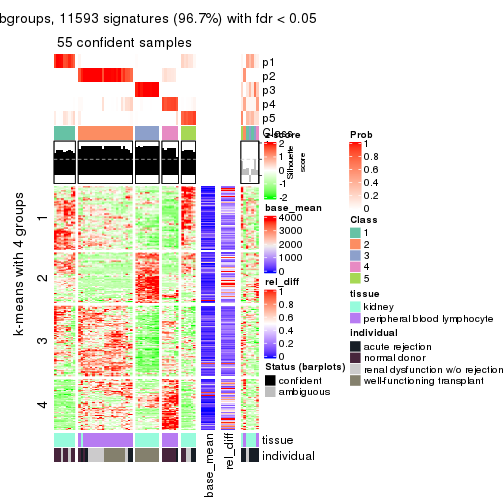 bgroups, 11593 signatures (96.7%) with fdr < 0.05
55 confident samples
p1
p2
p3
p4
p5
Class
Silhouette
score
k-means with 4 groups
1
2
3
4
tissue
individual
base_mean
rel_diff
z-score
2
1
0
-1
-2
base_mean
4000
3000
2000
1000
0
rel_diff
1
0.8
0.6
0.4
0.2
0
Status (barplots)
confident
ambiguous
Prob
1
0.8
0.6
0.4
0.2
0
Class
1
2
3
4
5
tissue
kidney
peripheral blood lymphocyte
individual
acute rejection
normal donor
renal dysfunction w/o rejection
well-functioning transplant